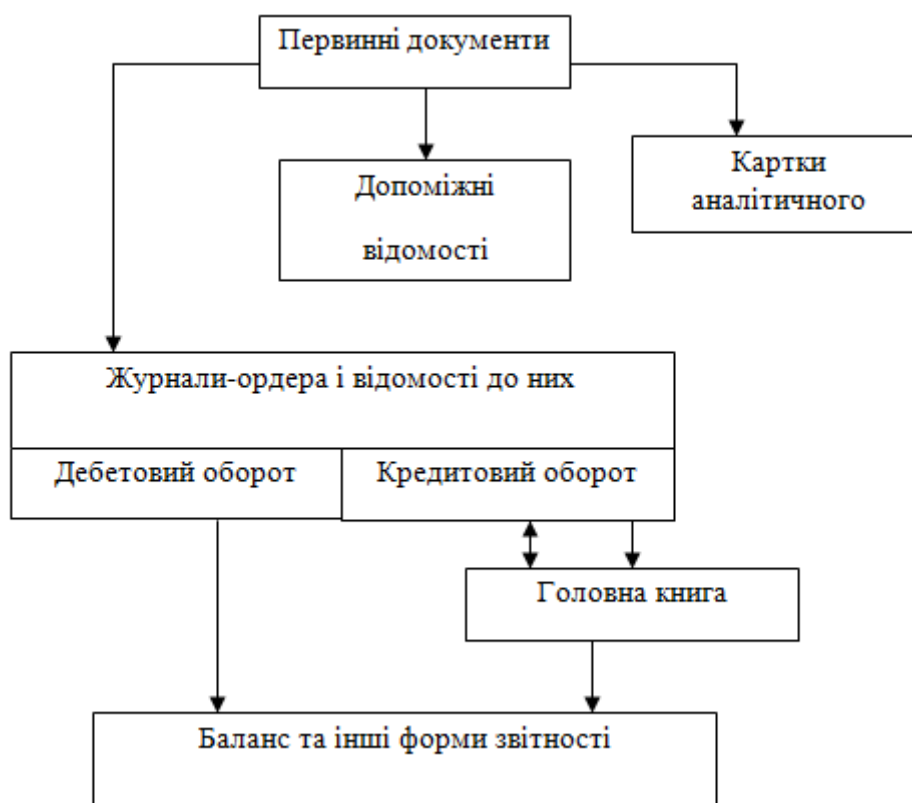 Первинні документи
Допоміжні
відомості
Картки
аналітичного
Журнали-ордера і відомості до них
Дебетовий оборот
Кредитовий оборот
Головна книга
Баланс та інші форми звітності